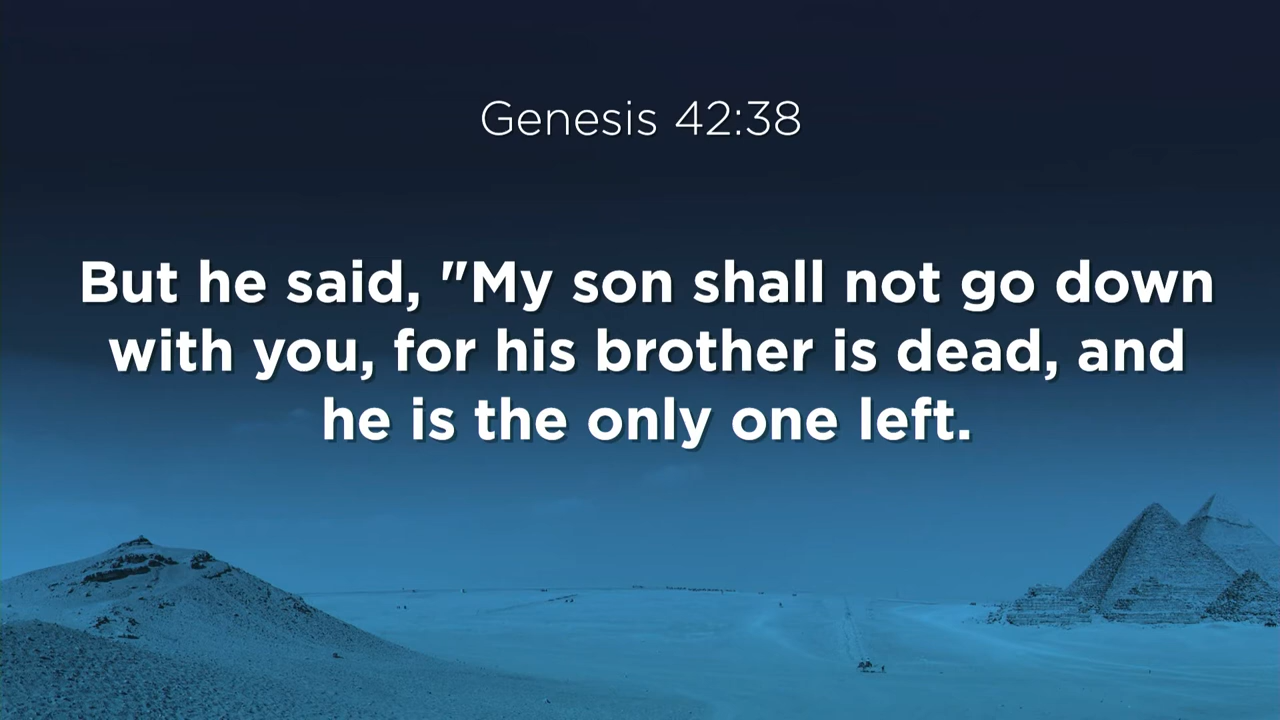 Genesis 42:38
But he said, "My son shall not go down
with you, for his brother is dead, and
he is the only one left.